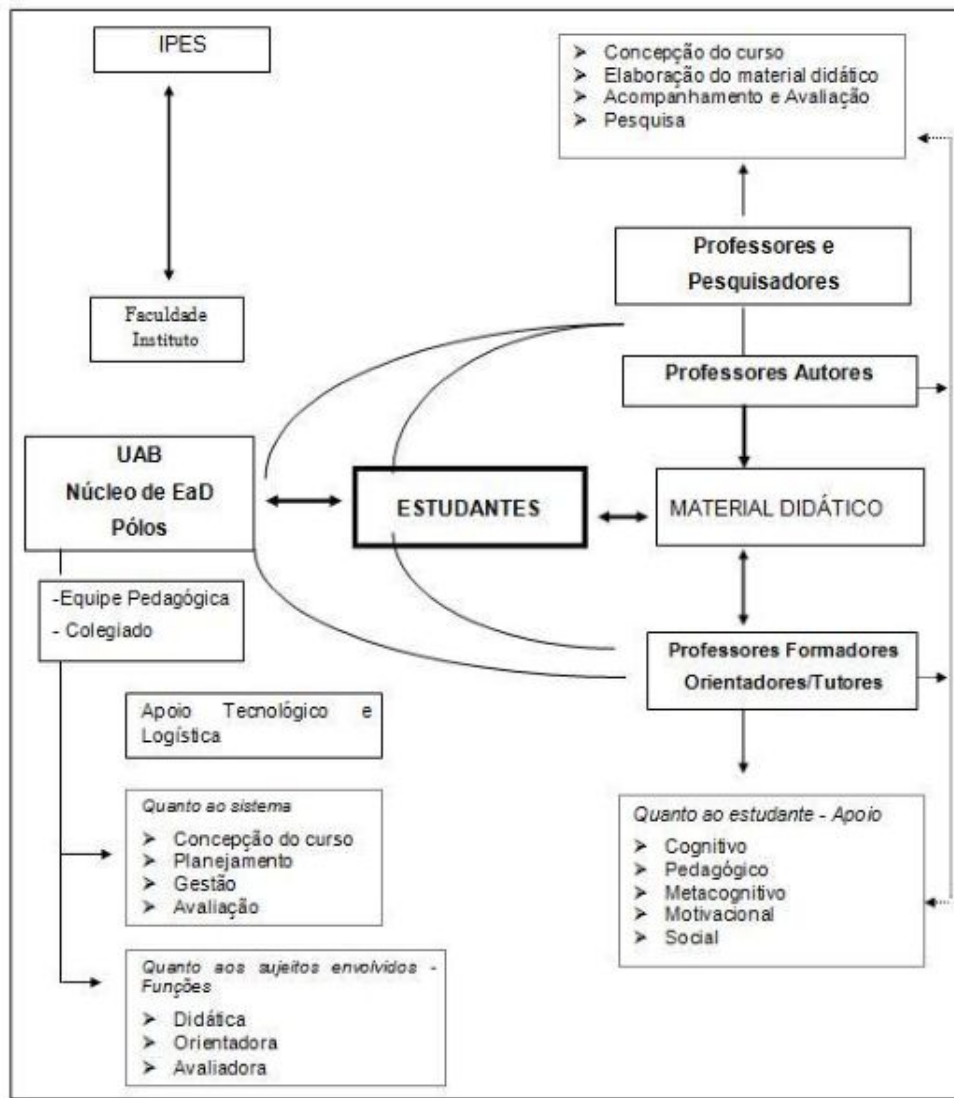 IPES
➢ Concepção do curso
➢ Elaboração do material didático
➢ Acompanhamento e Avaliação
➢ Pesquisa
Professores e
Pesquisadores
Faculdade
Instituto
Professores Autores
UAB
Núcleo de EaD
Pólos
ESTUDANTES
MATERIAL DIDÁTICO
-Equipe Pedagógica
- Colegiado
Professores Formadores
Orientadores/Tutores
Apoio Tecnológico e
Logística
Quanto ao sistema
➢ Concepção do curso
➢ Planejamento
➢ Gestão
➢ Avaliação
Quanto ao estudante - Apoio
➢ Cognitivo
➢ Pedagógico
➢ Metacognitivo
➢ Motivacional
➢ Social
Quanto aos sujeitos envolvidos -
Funções
➢ Didática
➢ Orientadora
➢ Avaliadora